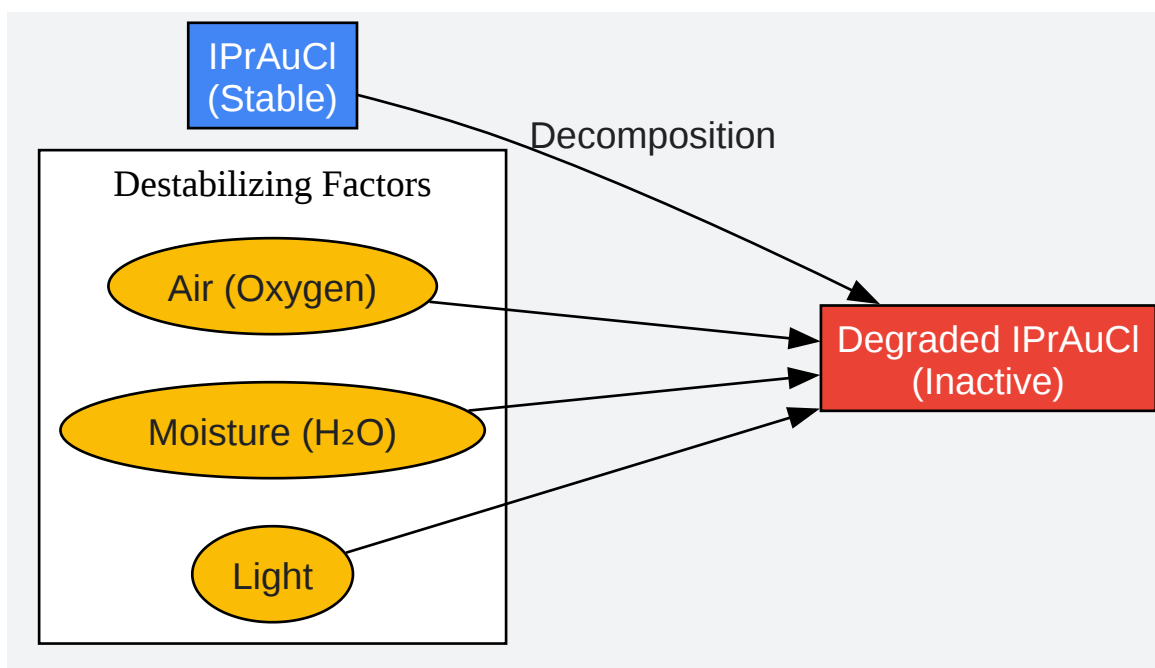 IPrAuCl
(Stable)
Decomposition
Destabilizing Factors
Air (Oxygen)
Degraded IPrAuCl
(Inactive)
Moisture (H₂O)
Light